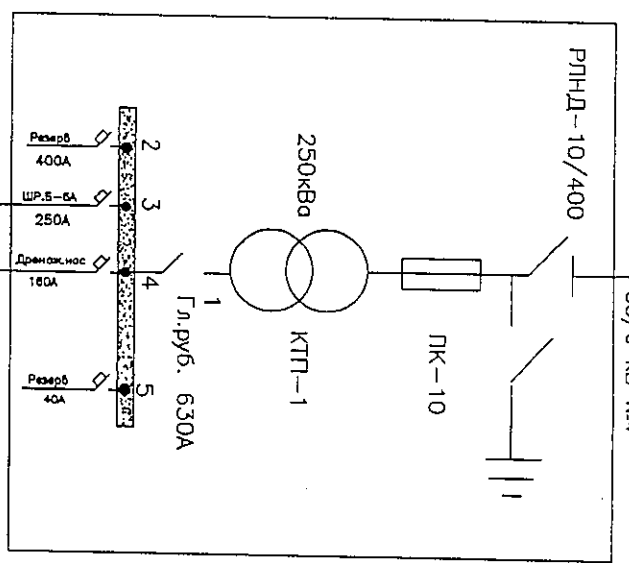 РЛНД-10/400
ПК-10
250кВа
КТП-1
1
Гл.руб. 630А
2
3
4
5
Резерв
400А
ШР.Б-6А
250А
Дренаж.нас
160А
Резерв
40А